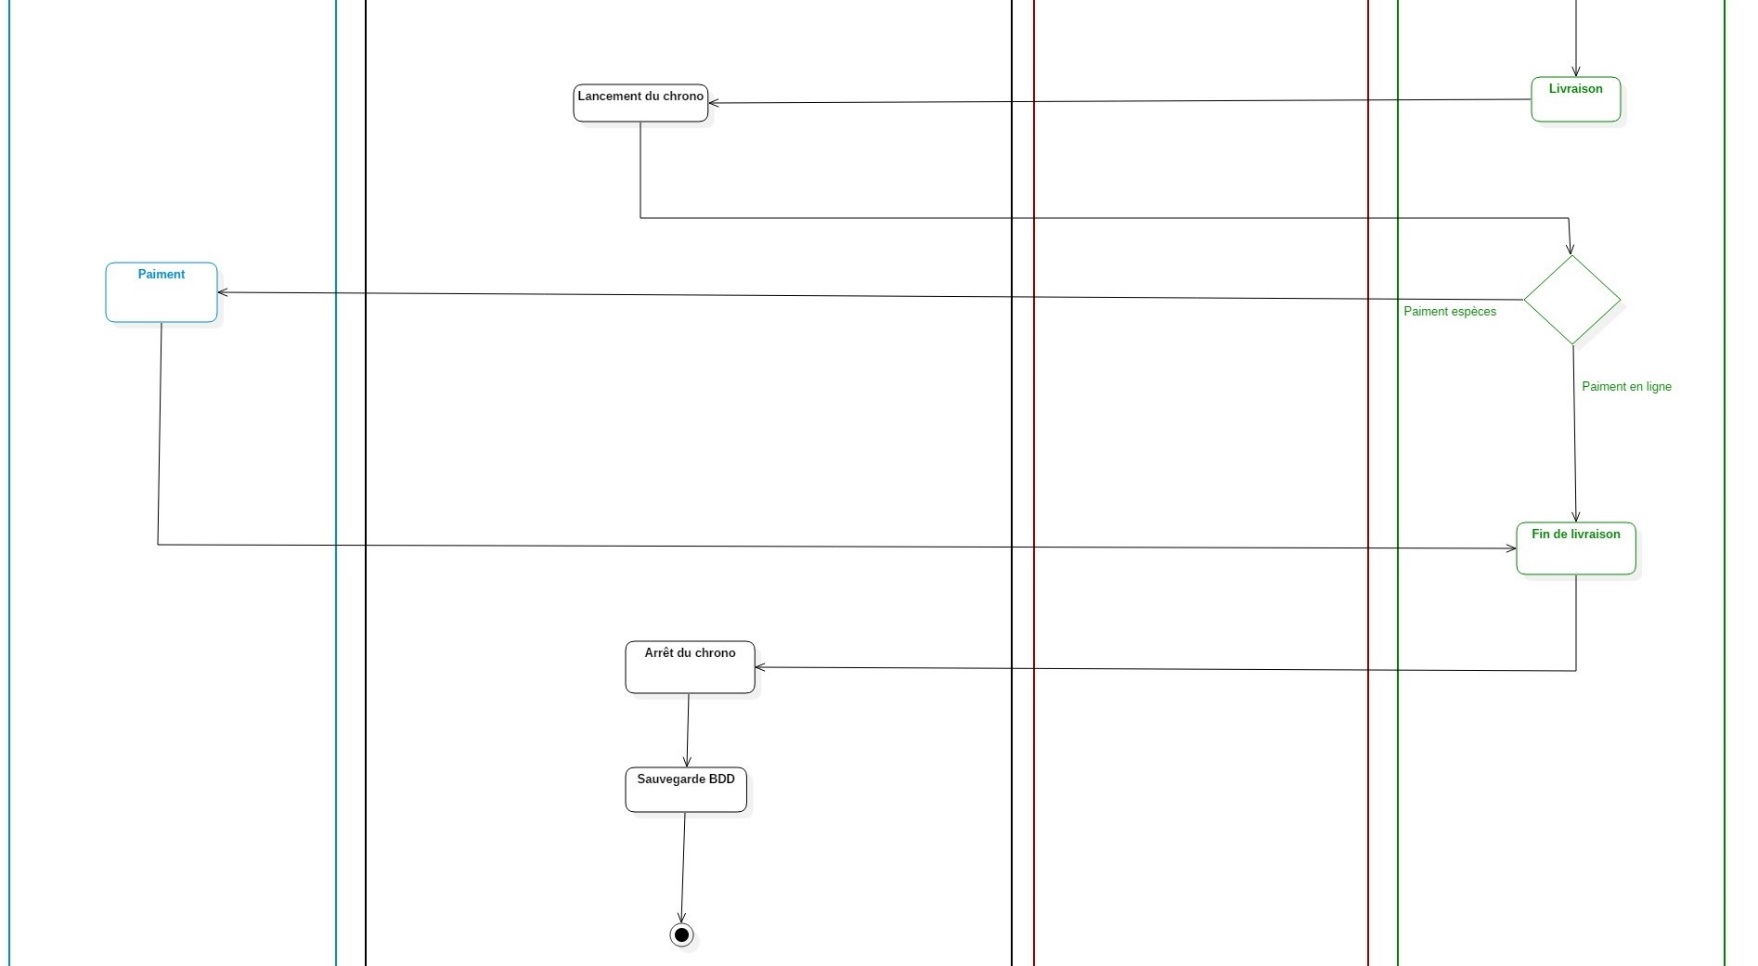 Livraison
Lancement du chrono
Paiment
Paiment espèces
Paiment en ligne
Fin de livraison
Arrêt du chrono
Sauvegarde BDD